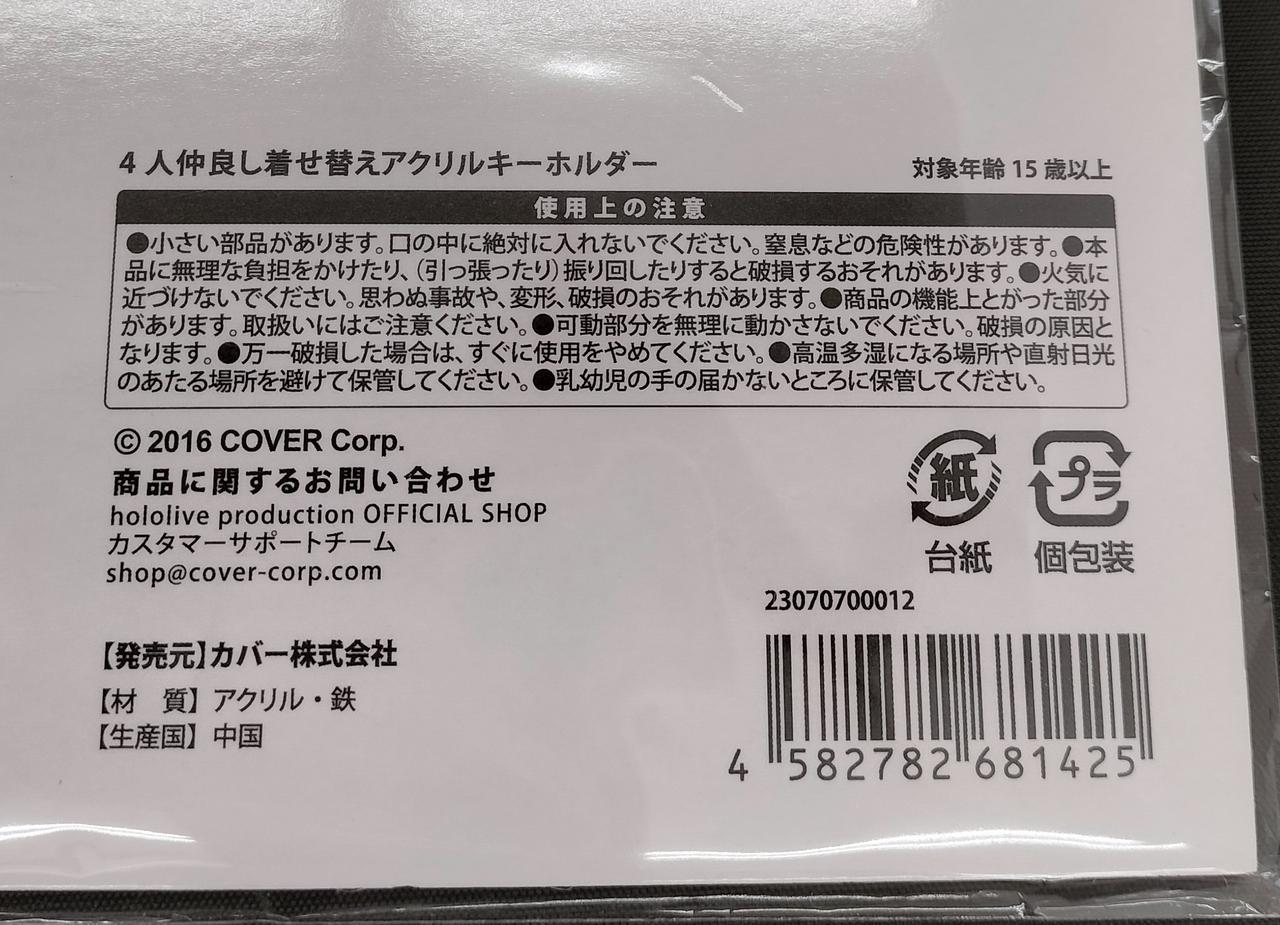 4 人仲良し着せ替えアクリルキーホルダー
対象年齢 15 歳以上
使用上の注意
●小さい部品があります。口の中に絶対に入れないでください。窒息などの危険性があります。●本
品に無理な負担をかけたり、（引っ張ったり）振り回したりすると破損するおそれがあります。●火気に
近づけないでください。思わぬ事故や、変形、破損のおそれがあります。●商品の機能上とがった部分
があります。取扱いにはご注意ください。●可動部分を無理に動かさないでください。破損の原因と
なります。●万一破損した場合は、すぐに使用をやめてください。●高温多湿になる場所や直射日光
のあたる場所を避けて保管してください。●乳幼児の手の届かないところに保管してください。
© 2016 COVER Corp.
商品に関するお問い合わせ
hololive production OFFICIAL SHOP
カスタマーサポートチーム
shop@cover-corp.com
紙
プラ
台紙
個包装
23070700012
【発売元】カバー株式会社
【材　質】アクリル・鉄
【生産国】中国
4 582782 681425